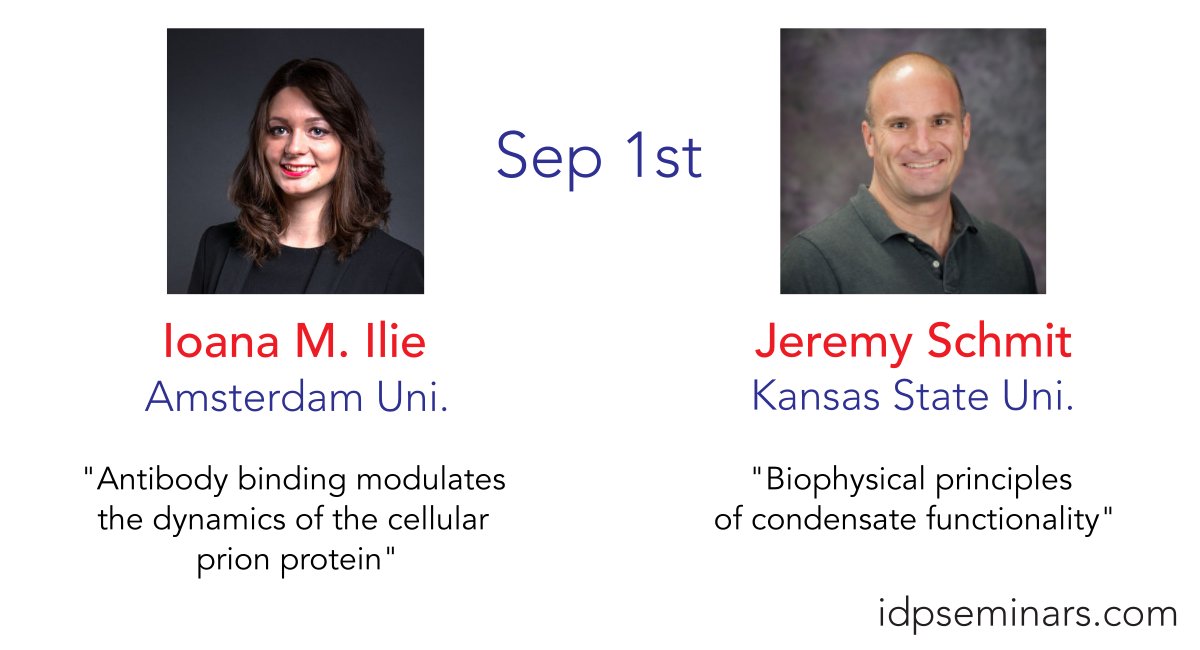 Sep 1st
Ioana M. Ilie
Amsterdam Uni.
"Antibody binding modulates
the dynamics of the cellular
prion protein"
Jeremy Schmit
Kansas State Uni.
"Biophysical principles
of condensate functionality"
idpseminars.com